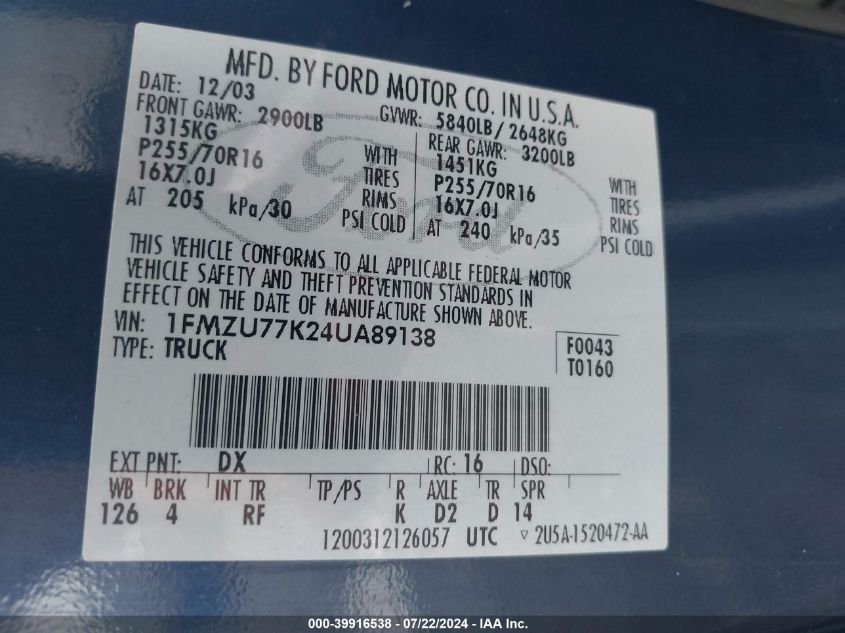 MFD. BY FORD MOTOR CO. IN U.S.A.
DATE: 12/03 GVWR: 5840LB/2648KG
FRONT GAWR: 2900LB REAR GAWR: 3200LB
1315KG WITH 1451KG WITH
P255/70R16 TIRES P255/70R16 TIRES
16X7.0J RIMS 16X7.0J RIMS
AT 205 kPa/30 PSI COLD AT 240 kPa/35 PSI COLD
Ford
THIS VEHICLE CONFORMS TO ALL APPLICABLE FEDERAL MOTOR
VEHICLE SAFETY AND THEFT PREVENTION STANDARDS IN
EFFECT ON THE DATE OF MANUFACTURE SHOWN ABOVE.
VIN: 1FMZU77K24UA89138
TYPE: TRUCK
F0043
T0160
EXT PNT: DX RC: 16 DSO:
WB BRK INT TR TP/PS R AXLE TR SPR
126 4 RF K D2 D 14
1200312126057 UTC ▽ 2U5A-1520472-AA
000-39916538 - 07/22/2024 - IAA Inc.